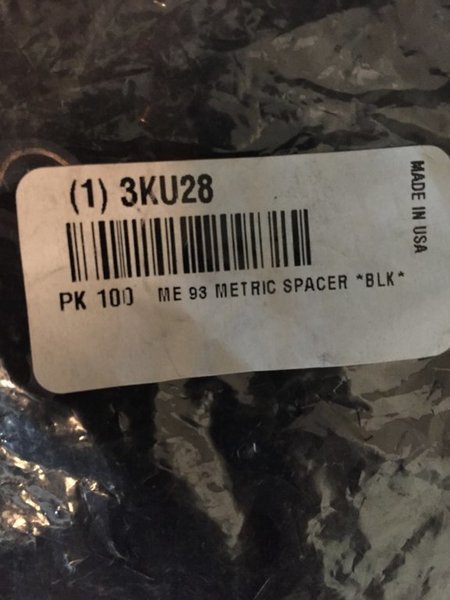 (1) 3KU28
PK 100 ME 93 METRIC SPACER *BLK*
MADE IN USA